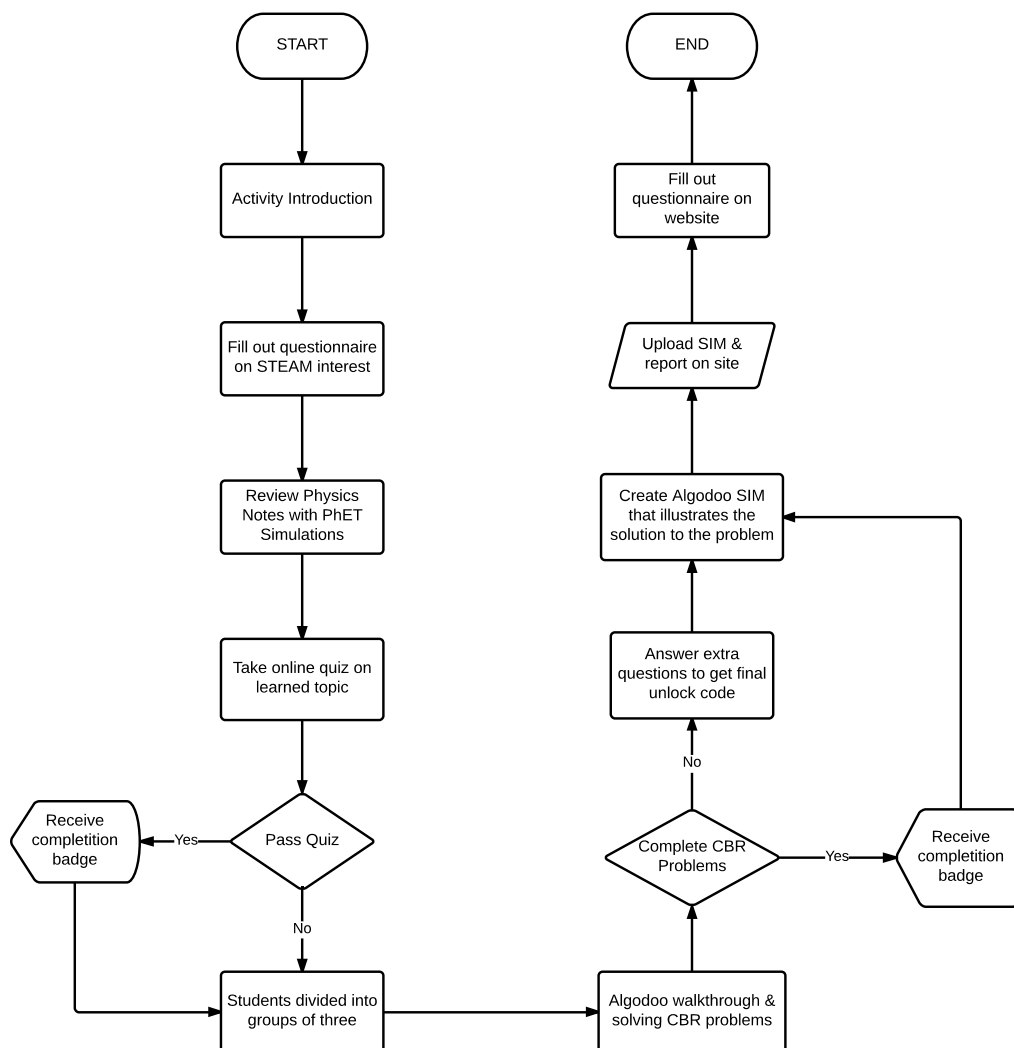 START
Activity Introduction
Fill out questionnaire
on STEAM interest
Review Physics
Notes with PhET
Simulations
Take online quiz on
learned topic
Pass Quiz
Yes
Receive
completition
badge
No
Students divided into
groups of three
Algodoo walkthrough &
solving CBR problems
Complete CBR
Problems
Yes
Receive
completition
badge
No
Answer extra
questions to get final
unlock code
Create Algodoo SIM
that illustrates the
solution to the problem
Upload SIM &
report on site
Fill out
questionnaire on
website
END